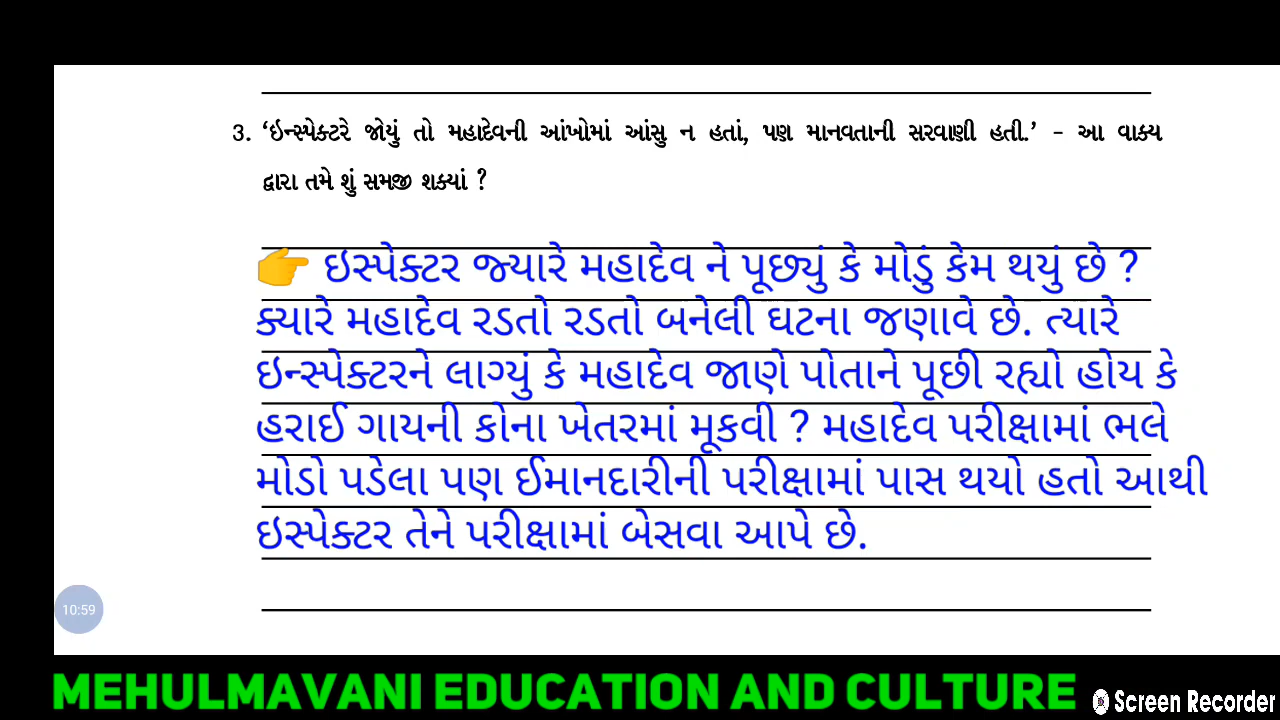 3. ‘ઇન્સ્પેક્ટરે જોયું તો મહાદેવની આંખોમાં આંસુ ન હતાં, પણ માનવતાની સરવાણી હતી.’ – આ વાક્ય
દ્વારા તમે શું સમજી શક્યાં ?
👉 ઇસ્પેક્ટર જ્યારે મહાદેવ ને પૂછ્યું કે મોડું કેમ થયું છે ?
ક્યારે મહાદેવ રડતો રડતો બનેલી ઘટના જણાવે છે. ત્યારે
ઇન્સ્પેક્ટરને લાગ્યું કે મહાદેવ જાણે પોતાને પૂછી રહ્યો હોય કે
હરાઈ ગાયની કોના ખેતરમાં મૂકવી ? મહાદેવ પરીક્ષામાં ભલે
મોડો પડેલા પણ ઈમાનદારીની પરીક્ષામાં પાસ થયો હતો આથી
ઇસ્પેક્ટર તેને પરીક્ષામાં બેસવા આપે છે.
10:59
MEHULMAVANI EDUCATION AND CULTURE
Screen Recorder